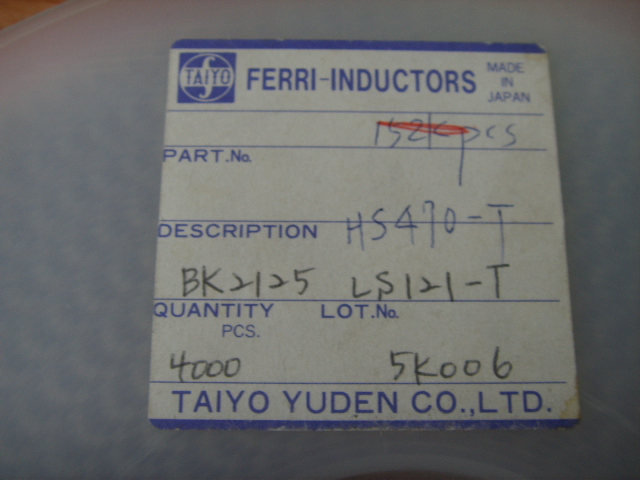 TAIYO FERRI-INDUCTORS MADE IN JAPAN
152K pcs
PART.No.
HS470-T
DESCRIPTION
BK2125 LS121-T
QUANTITY LOT.No.
PCS.
4000 5K006
TAIYO YUDEN CO.,LTD.